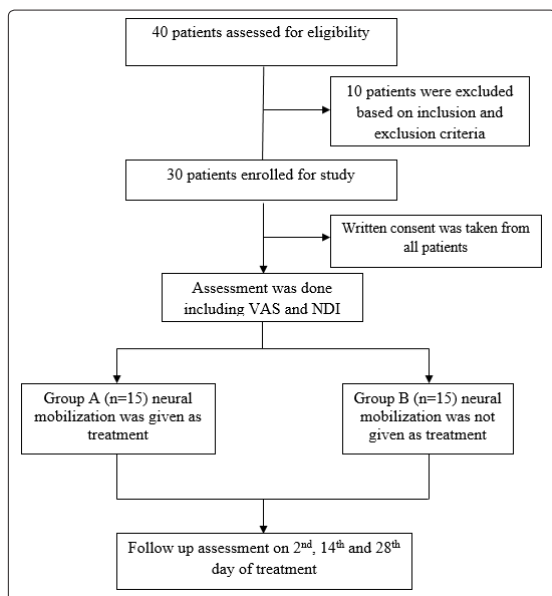 40 patients assessed for eligibility
10 patients were excluded
based on inclusion and
exclusion criteria
30 patients enrolled for study
Written consent was taken from
all patients
Assessment was done
including VAS and NDI
Group A (n=15) neural
mobilization was given as
treatment
Group B (n=15) neural
mobilization was not
given as treatment
Follow up assessment on 2nd, 14th and 28th
day of treatment